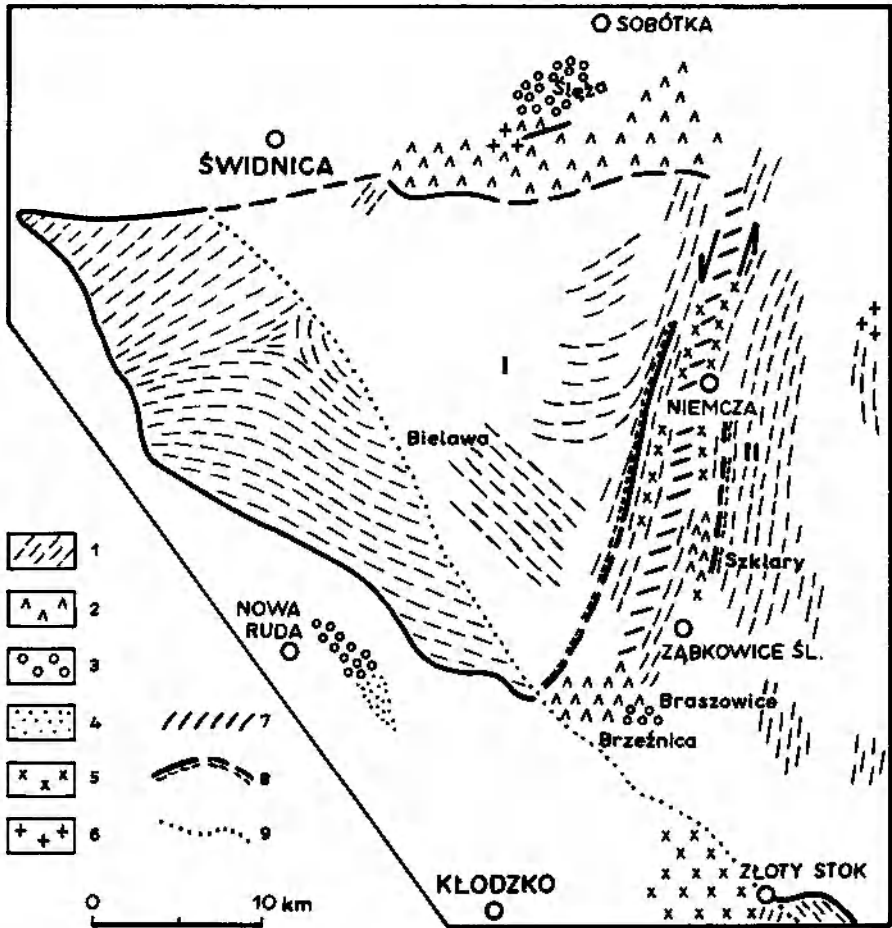 SOBÓTKA
Ślęża
ŚWIDNICA
I
NIEMCZA
Bielawa
II
Szklary
1
2
NOWA
RUDA
ZĄBKOWICE ŚL.
3
Braszowice
Brzeźnica
4
7
5
8
6
9
ZŁOTY STOK
KŁODZKO
0
10 km